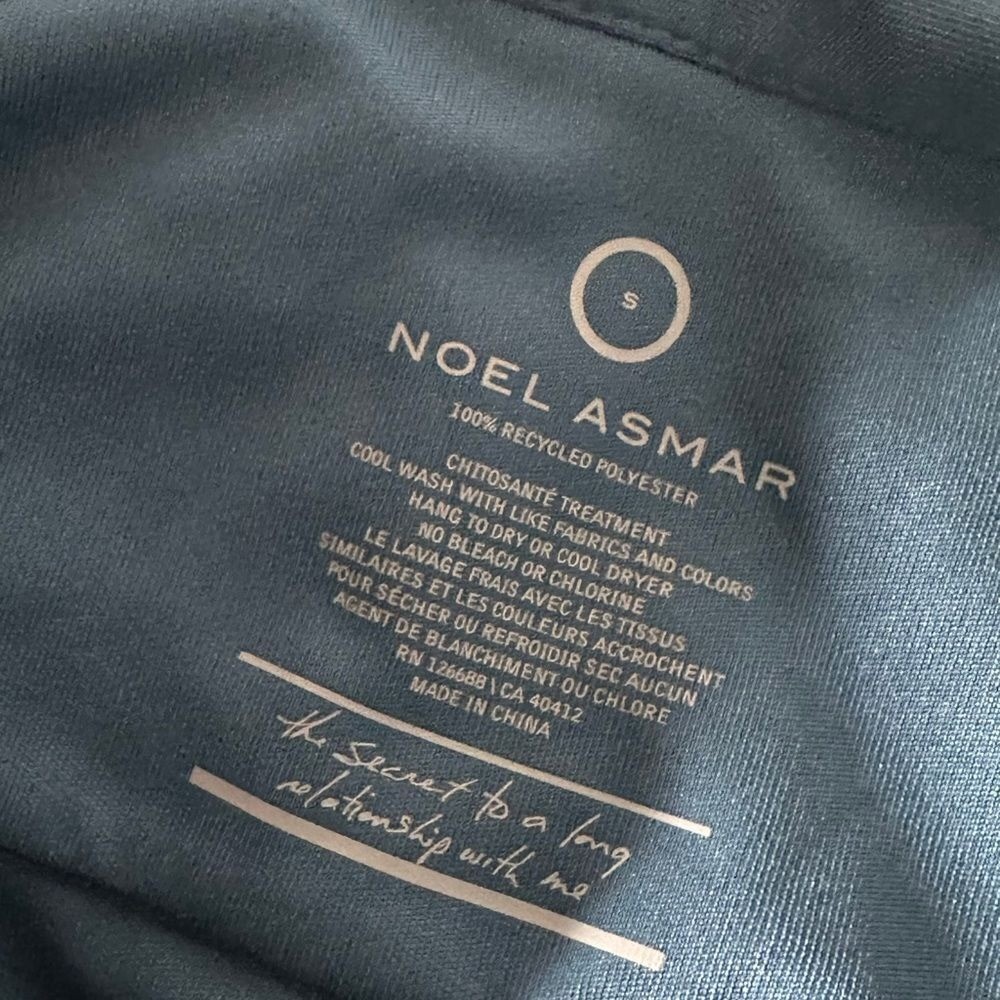 S
NOEL ASMAR
100% RECYCLED POLYESTER
CHITOSANTÉ TREATMENT
COOL WASH WITH LIKE FABRICS AND COLORS
HANG TO DRY OR COOL DRYER
NO BLEACH OR CHLORINE
LE LAVAGE FRAIS AVEC LES TISSUS
SIMILAIRES ET LES COULEURS ACCROCHENT
POUR SÉCHER OU REFROIDIR SEC AUCUN
AGENT DE BLANCHIMENT OU CHLORE
RN 126688 \ CA 40412
MADE IN CHINA
the secret to a long
relationship with me